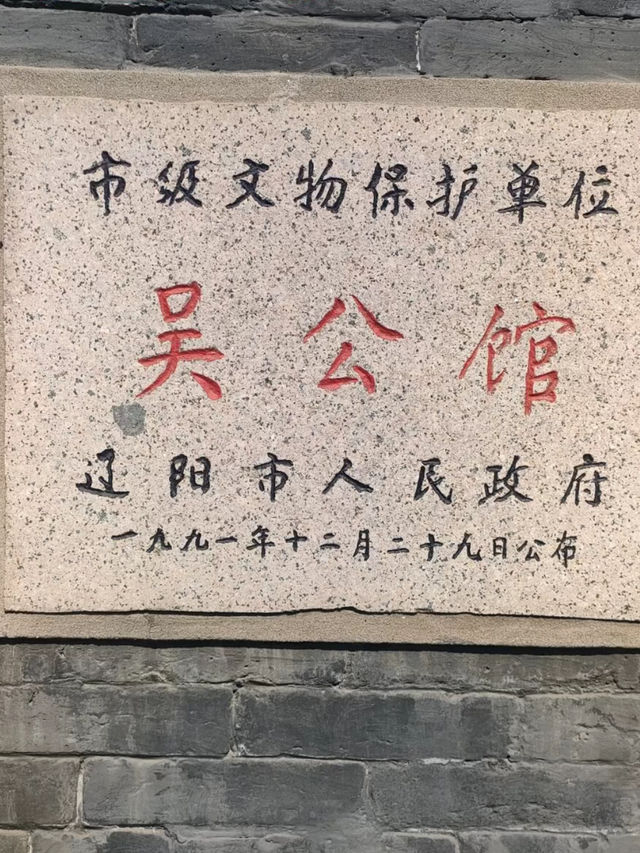 市级文物保护单位
吴公馆
辽阳市人民政府
一九九一年十二月二十九日公布